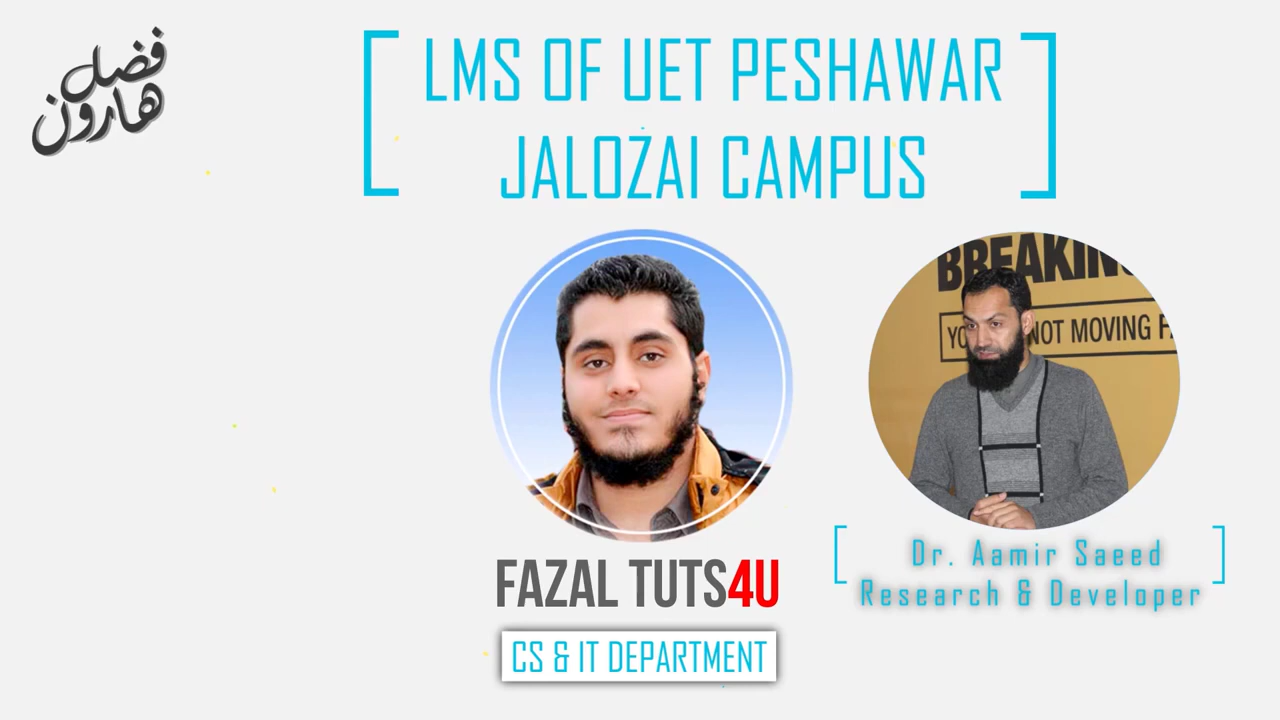 فضل
هارون
LMS OF UET PESHAWAR
JALOZAI CAMPUS
BREAKIN
NOT MOVING
FAZAL TUTS4U
CS & IT DEPARTMENT
Dr. Aamir Saeed
Research & Developer